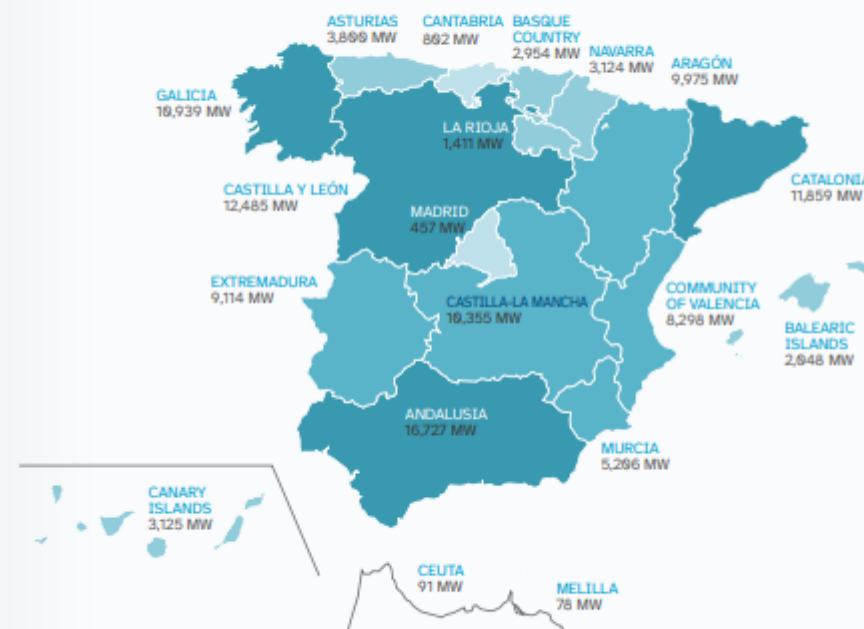 ASTURIAS
3,800 MW
CANTABRIA
802 MW
BASQUE
COUNTRY
2,954 MW
NAVARRA
3,124 MW
ARAGÓN
9,975 MW
GALICIA
10,939 MW
LA RIOJA
1,411 MW
CATALONIA
11,859 MW
CASTILLA Y LEÓN
12,485 MW
MADRID
457 MW
EXTREMADURA
9,114 MW
CASTILLA-LA MANCHA
10,355 MW
COMMUNITY
OF VALENCIA
8,298 MW
BALEARIC
ISLANDS
2,048 MW
ANDALUSIA
16,727 MW
MURCIA
5,206 MW
CANARY
ISLANDS
3,125 MW
CEUTA
91 MW
MELILLA
78 MW